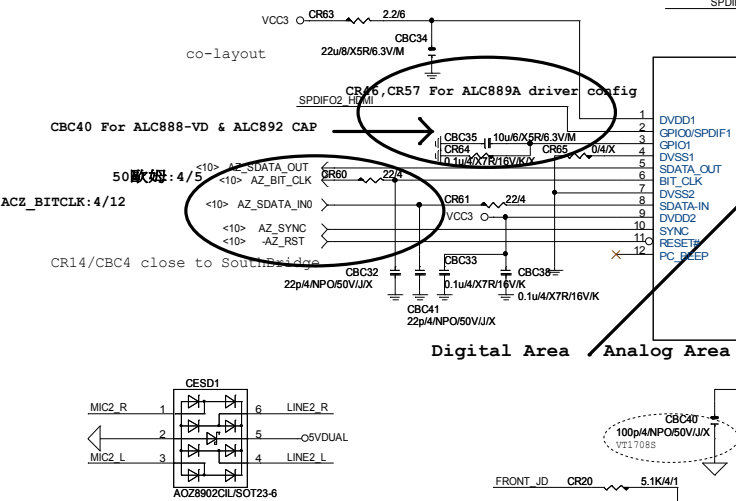 SPDIF
VCC3 CR63 2.2/6
CBC34
22u/8/X5R/6.3V/M
co-layout
CR46,CR57 For ALC889A driver config
SPDIFO2_HDMI
CBC40 For ALC888-VD & ALC892 CAP
CBC35 10u/6/X5R/6.3V/M
CR64
0.1u/4/X7R/16V/K/X
CR65 0/4/X
1 DVDD1
2 GPIO0/SPDIF1
3 GPIO1
4 DVSS1
5 SDATA_OUT
6 BIT_CLK
7 DVSS2
8 SDATA-IN
9 DVDD2
10 SYNC
11 RESET#
12 PC_BEEP
<10> AZ_SDATA_OUT
50歐姆:4/5
<10> AZ_BIT_CLK
CR60 22/4
ACZ_BITCLK:4/12
<10> AZ_SDATA_IN0
CR61 22/4
VCC3
<10> AZ_SYNC
<10> -AZ_RST
CR14/CBC4 close to SouthBridge
CBC32
22p/4/NPO/50V/J/X
CBC41
22p/4/NPO/50V/J/X
CBC33
0.1u/4/X7R/16V/K
CBC38
0.1u/4/X7R/16V/K
Digital Area
Analog Area
CESD1
MIC2_R 1
6 LINE2_R
2
5 5VDUAL
MIC2_L 3
4 LINE2_L
AOZ8902CIL/SOT23-6
CBC40
100p/4/NPO/50V/J/X
VT1708S
FRONT_JD CR20 5.1K/4/1